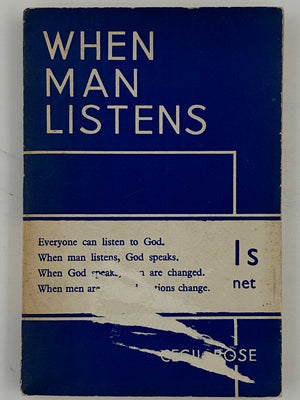 WHEN
MAN
LISTENS
Everyone can listen to God.
When man listens, God speaks.
When God are changed.
When men are change.
1s
net
ROSE